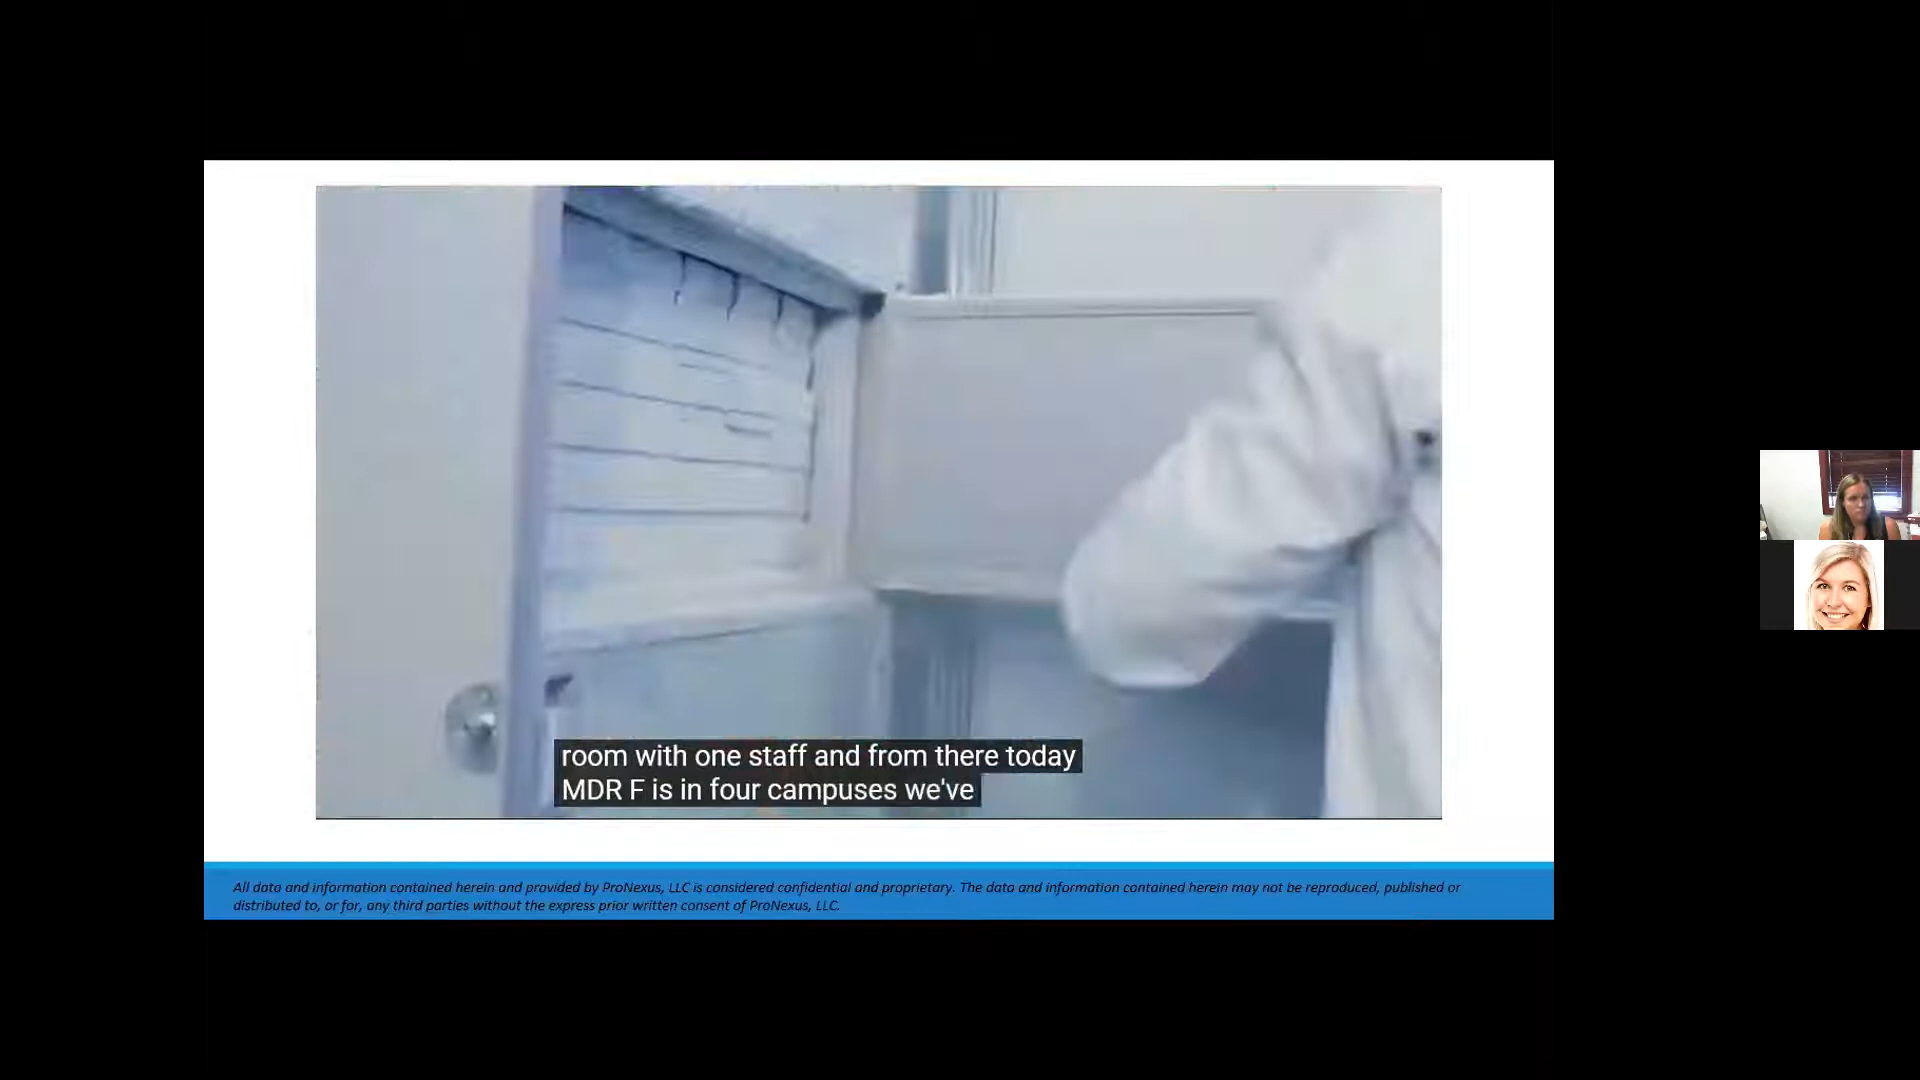 room with one staff and from there today
MDR F is in four campuses we've
All data and information contained herein and provided by ProNexus, LLC is considered confidential and proprietary. The data and information contained herein may not be reproduced, published or
distributed to, or for, any third parties without the express prior written consent of ProNexus, LLC.